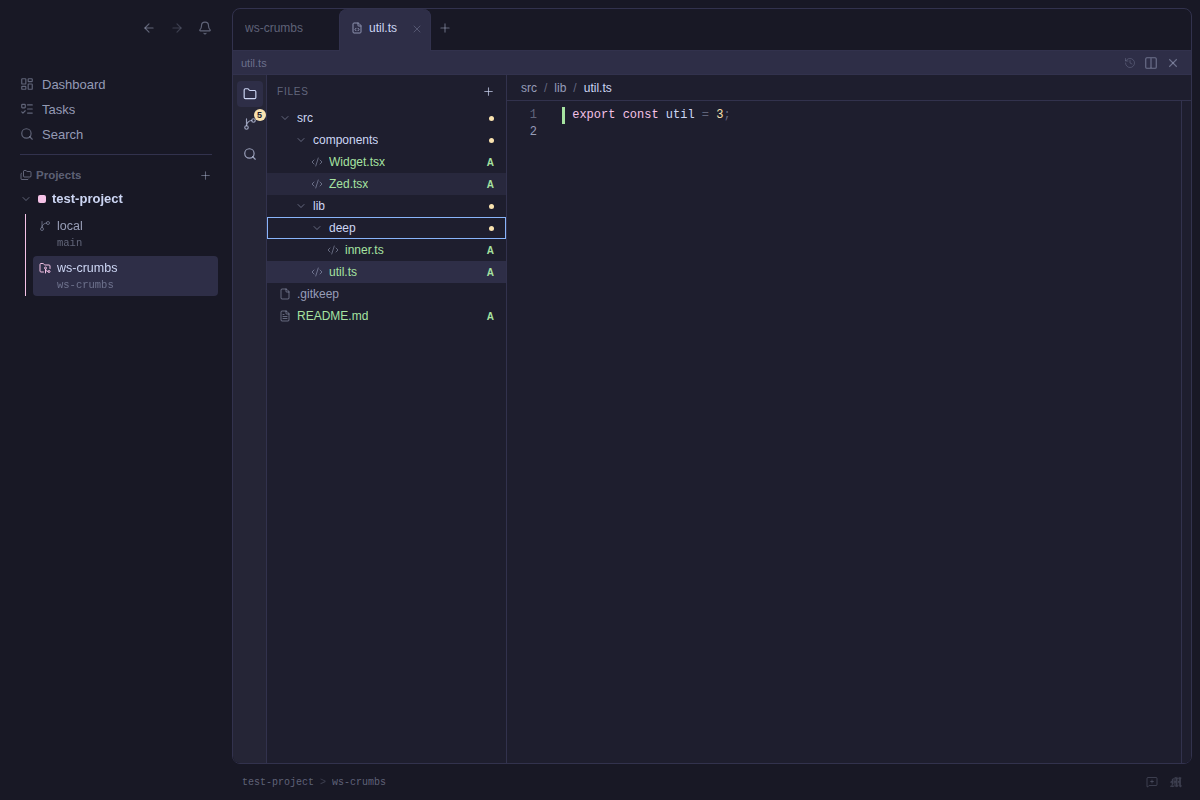 ws-crumbs
util.ts
util.ts
Dashboard
Tasks
Search
Projects
test-project
local
main
ws-crumbs
ws-crumbs
5
FILES
src
components
Widget.tsx A
Zed.tsx A
lib
deep
inner.ts A
util.ts A
.gitkeep
README.md A
src / lib / util.ts
1 export const util = 3;
2
test-project > ws-crumbs